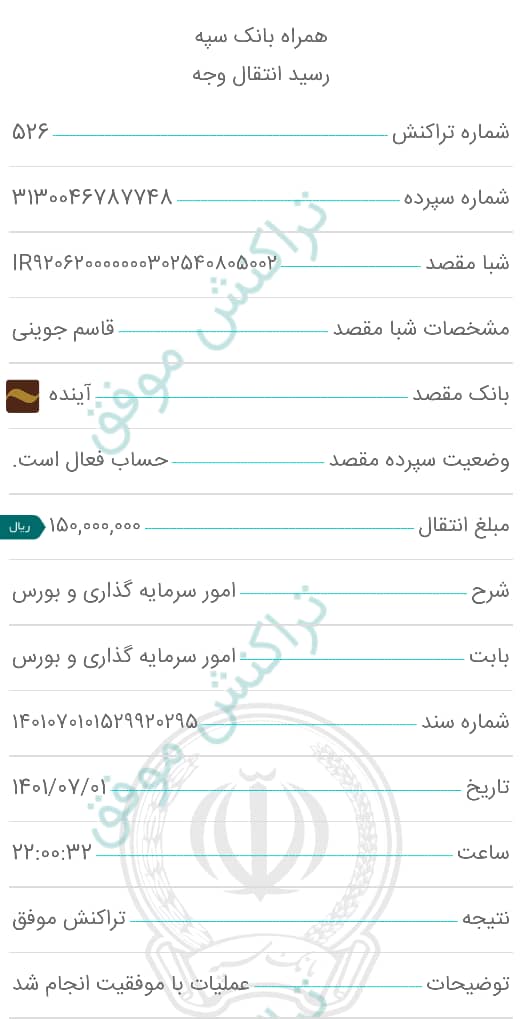 همراه بانک سپه
رسید انتقال وجه
شماره تراکنش ۵۲۶
شماره سپرده ۳۱۳۰۰۴۶۷۸۷۷۴۸
شبا مقصد IR۹۲۰۶۲۰۰۰۰۰۰۰۳۰۲۵۴۰۸۰۵۰۰۲
مشخصات شبا مقصد قاسم جوینی
بانک مقصد آینده
وضعیت سپرده مقصد حساب فعال است.
مبلغ انتقال ۱۵۰,۰۰۰,۰۰۰ ریال
شرح امور سرمایه گذاری و بورس
بابت امور سرمایه گذاری و بورس
شماره سند ۱۴۰۱۰۷۰۱۰۱۵۲۹۹۲۰۲۹۵
تاریخ ۱۴۰۱/۰۷/۰۱
ساعت ۲۲:۰۰:۳۲
نتیجه تراکنش موفق
توضیحات عملیات با موفقیت انجام شد
تراکنش موفق
تراکنش موفق
بانک سپه